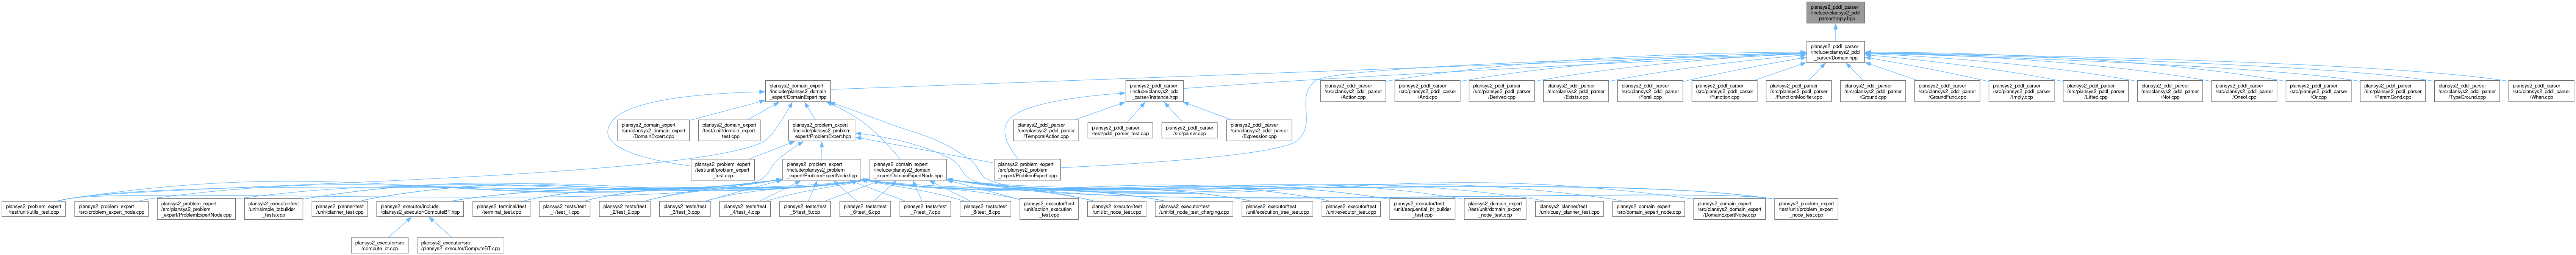 plansys2_pddl_parser
/include/plansys2_pddl
_parser/Imply.hpp
plansys2_pddl_parser
/include/plansys2_pddl
_parser/Domain.hpp
plansys2_domain_expert
/include/plansys2_domain
_expert/DomainExpert.hpp
plansys2_pddl_parser
/include/plansys2_pddl
_parser/Instance.hpp
plansys2_pddl_parser
/src/plansys2_pddl_parser
/Action.cpp
plansys2_pddl_parser
/src/plansys2_pddl_parser
/And.cpp
plansys2_pddl_parser
/src/plansys2_pddl_parser
/Derived.cpp
plansys2_pddl_parser
/src/plansys2_pddl_parser
/Exists.cpp
plansys2_pddl_parser
/src/plansys2_pddl_parser
/Forall.cpp
plansys2_pddl_parser
/src/plansys2_pddl_parser
/Function.cpp
plansys2_pddl_parser
/src/plansys2_pddl_parser
/FunctionModifier.cpp
plansys2_pddl_parser
/src/plansys2_pddl_parser
/Ground.cpp
plansys2_pddl_parser
/src/plansys2_pddl_parser
/GroundFunc.cpp
plansys2_pddl_parser
/src/plansys2_pddl_parser
/Imply.cpp
plansys2_pddl_parser
/src/plansys2_pddl_parser
/Lifted.cpp
plansys2_pddl_parser
/src/plansys2_pddl_parser
/Not.cpp
plansys2_pddl_parser
/src/plansys2_pddl_parser
/Oneof.cpp
plansys2_pddl_parser
/src/plansys2_pddl_parser
/Or.cpp
plansys2_pddl_parser
/src/plansys2_pddl_parser
/ParamCond.cpp
plansys2_pddl_parser
/src/plansys2_pddl_parser
/TypeGround.cpp
plansys2_pddl_parser
/src/plansys2_pddl_parser
/When.cpp
plansys2_domain_expert
/src/plansys2_domain_expert
/DomainExpert.cpp
plansys2_domain_expert
/test/unit/domain_expert
_test.cpp
plansys2_problem_expert
/include/plansys2_problem
_expert/ProblemExpert.hpp
plansys2_pddl_parser
/src/plansys2_pddl_parser
/TemporalAction.cpp
plansys2_pddl_parser
/test/pddl_parser_test.cpp
plansys2_pddl_parser
/src/parser.cpp
plansys2_pddl_parser
/src/plansys2_pddl_parser
/Expression.cpp
plansys2_problem_expert
/test/unit/problem_expert
_test.cpp
plansys2_problem_expert
/include/plansys2_problem
_expert/ProblemExpertNode.hpp
plansys2_domain_expert
/include/plansys2_domain
_expert/DomainExpertNode.hpp
plansys2_problem_expert
/src/plansys2_problem
_expert/ProblemExpert.cpp
plansys2_problem_expert
/test/unit/utils_test.cpp
plansys2_problem_expert
/src/problem_expert_node.cpp
plansys2_problem_expert
/src/plansys2_problem
_expert/ProblemExpertNode.cpp
plansys2_executor/test
/unit/simple_btbuilder
_tests.cpp
plansys2_planner/test
/unit/planner_test.cpp
plansys2_executor/include
/plansys2_executor/ComputeBT.hpp
plansys2_terminal/test
/terminal_test.cpp
plansys2_tests/test
_1/test_1.cpp
plansys2_tests/test
_2/test_2.cpp
plansys2_tests/test
_3/test_3.cpp
plansys2_tests/test
_4/test_4.cpp
plansys2_tests/test
_5/test_5.cpp
plansys2_tests/test
_6/test_6.cpp
plansys2_tests/test
_7/test_7.cpp
plansys2_tests/test
_8/test_8.cpp
plansys2_executor/test
/unit/action_execution
_test.cpp
plansys2_executor/test
/unit/bt_node_test.cpp
plansys2_executor/test
/unit/bt_node_test_charging.cpp
plansys2_executor/test
/unit/execution_tree_test.cpp
plansys2_executor/test
/unit/executor_test.cpp
plansys2_executor/test
/unit/sequential_bt_builder
_test.cpp
plansys2_domain_expert
/test/unit/domain_expert
_node_test.cpp
plansys2_planner/test
/unit/busy_planner_test.cpp
plansys2_domain_expert
/src/domain_expert_node.cpp
plansys2_domain_expert
/src/plansys2_domain_expert
/DomainExpertNode.cpp
plansys2_problem_expert
/test/unit/problem_expert
_node_test.cpp
plansys2_executor/src
/compute_bt.cpp
plansys2_executor/src
/plansys2_executor/ComputeBT.cpp